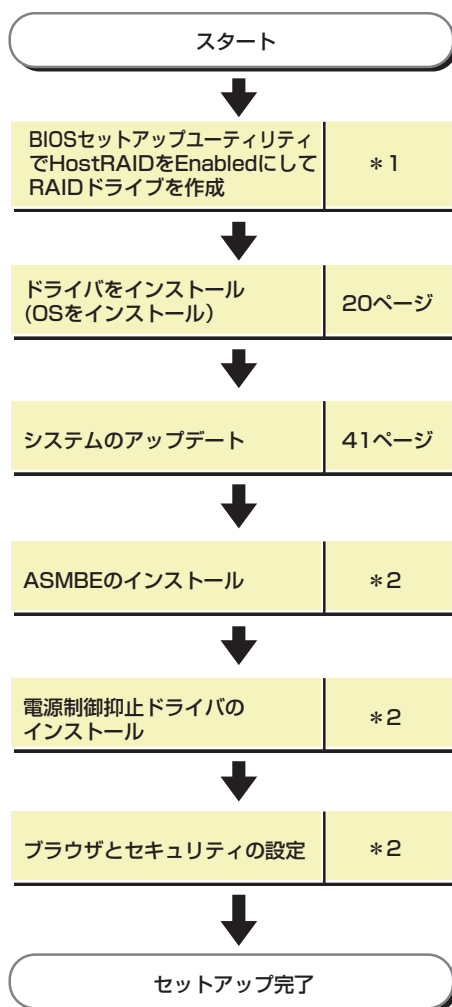 スタート
BIOSセットアップユーティリティ
でHostRAIDをEnabledにして
RAIDドライブを作成
＊1
ドライバをインストール
(OSをインストール）
20ページ
システムのアップデート
41ページ
ASMBEのインストール
＊2
電源制御抑止ドライバの
インストール
＊2
ブラウザとセキュリティの設定
＊2
セットアップ完了